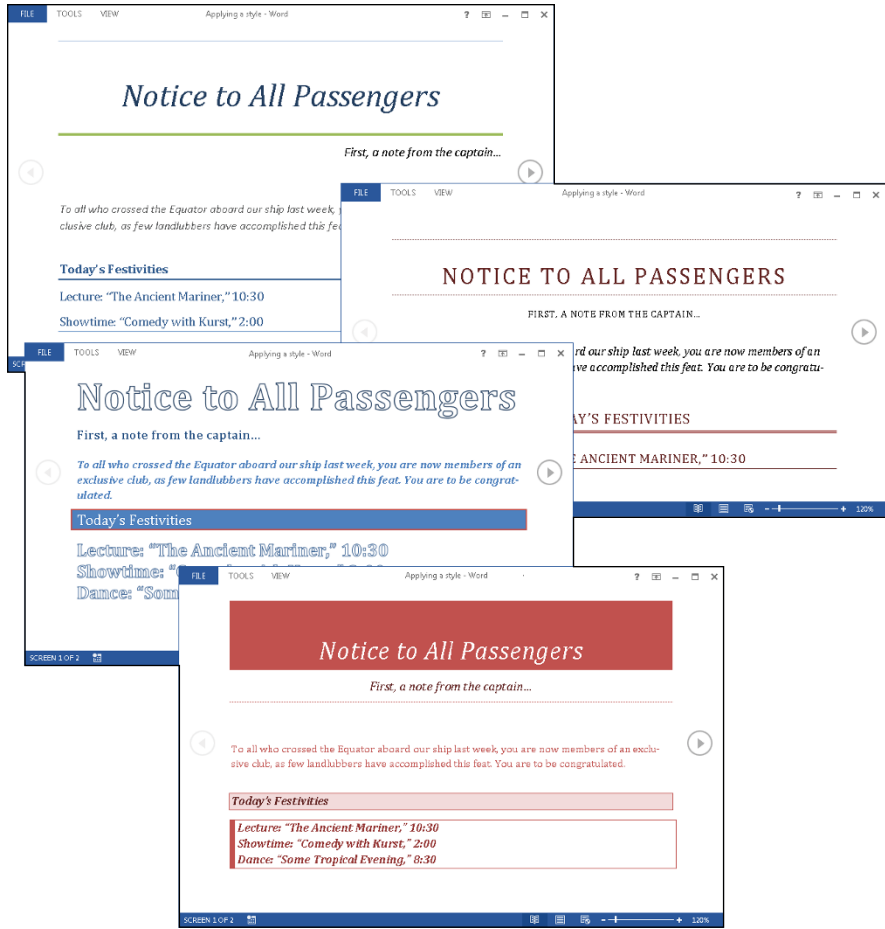 FILE TOOLS VIEW Applying a style - Word ?
Notice to All Passengers
First, a note from the captain...
To all who crossed the Equator aboard our ship last week,
clusive club, as few landlubbers have accomplished this
Today's Festivities
Lecture: “The Ancient Mariner,” 10:30
Showtime: “Comedy with Kurst,” 2:00
FILE TOOLS VIEW Applying a style - Word ?
NOTICE TO ALL PASSENGERS
FIRST, A NOTE FROM THE CAPTAIN...
rd our ship last week, you are now members of an
ve accomplished this feat. You are to be congratu-
AY'S FESTIVITIES
ANCIENT MARINER,” 10:30
120%
FILE TOOLS VIEW Applying a style - Word ?
Notice to All Passengers
First, a note from the captain...
To all who crossed the Equator aboard our ship last week, you are now members of an
exclusive club, as few landlubbers have accomplished this feat. You are to be congrat-
ulated.
Today's Festivities
Lecture: “The Ancient Mariner,” 10:30
Showtime: “
Dance: “Som
SCREEN 1 OF 2
FILE TOOLS VIEW Applying a style - Word ?
Notice to All Passengers
First, a note from the captain...
To all who crossed the Equator aboard our ship last week, you are now members of an exclu-
sive club, as few landlubbers have accomplished this feat. You are to be congratulated.
Today's Festivities
Lecture: “The Ancient Mariner,” 10:30
Showtime: “Comedy with Kurst,” 2:00
Dance: “Some Tropical Evening,” 8:30
SCREEN 1 OF 2 120%